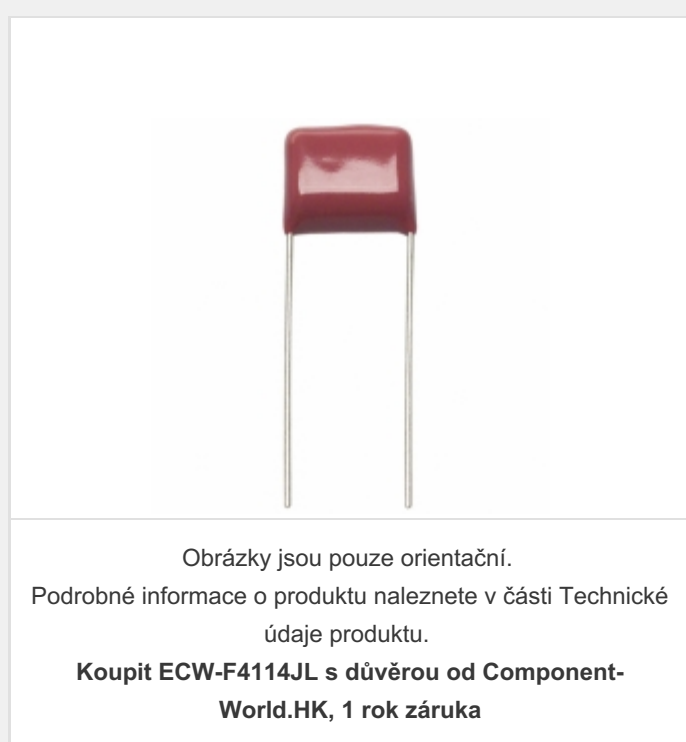 Obrázky jsou pouze orientační.
Podrobné informace o produktu naleznete v části Technické
údaje produktu.
Koupit ECW-F4114JL s důvěrou od Component-
World.HK, 1 rok záruka